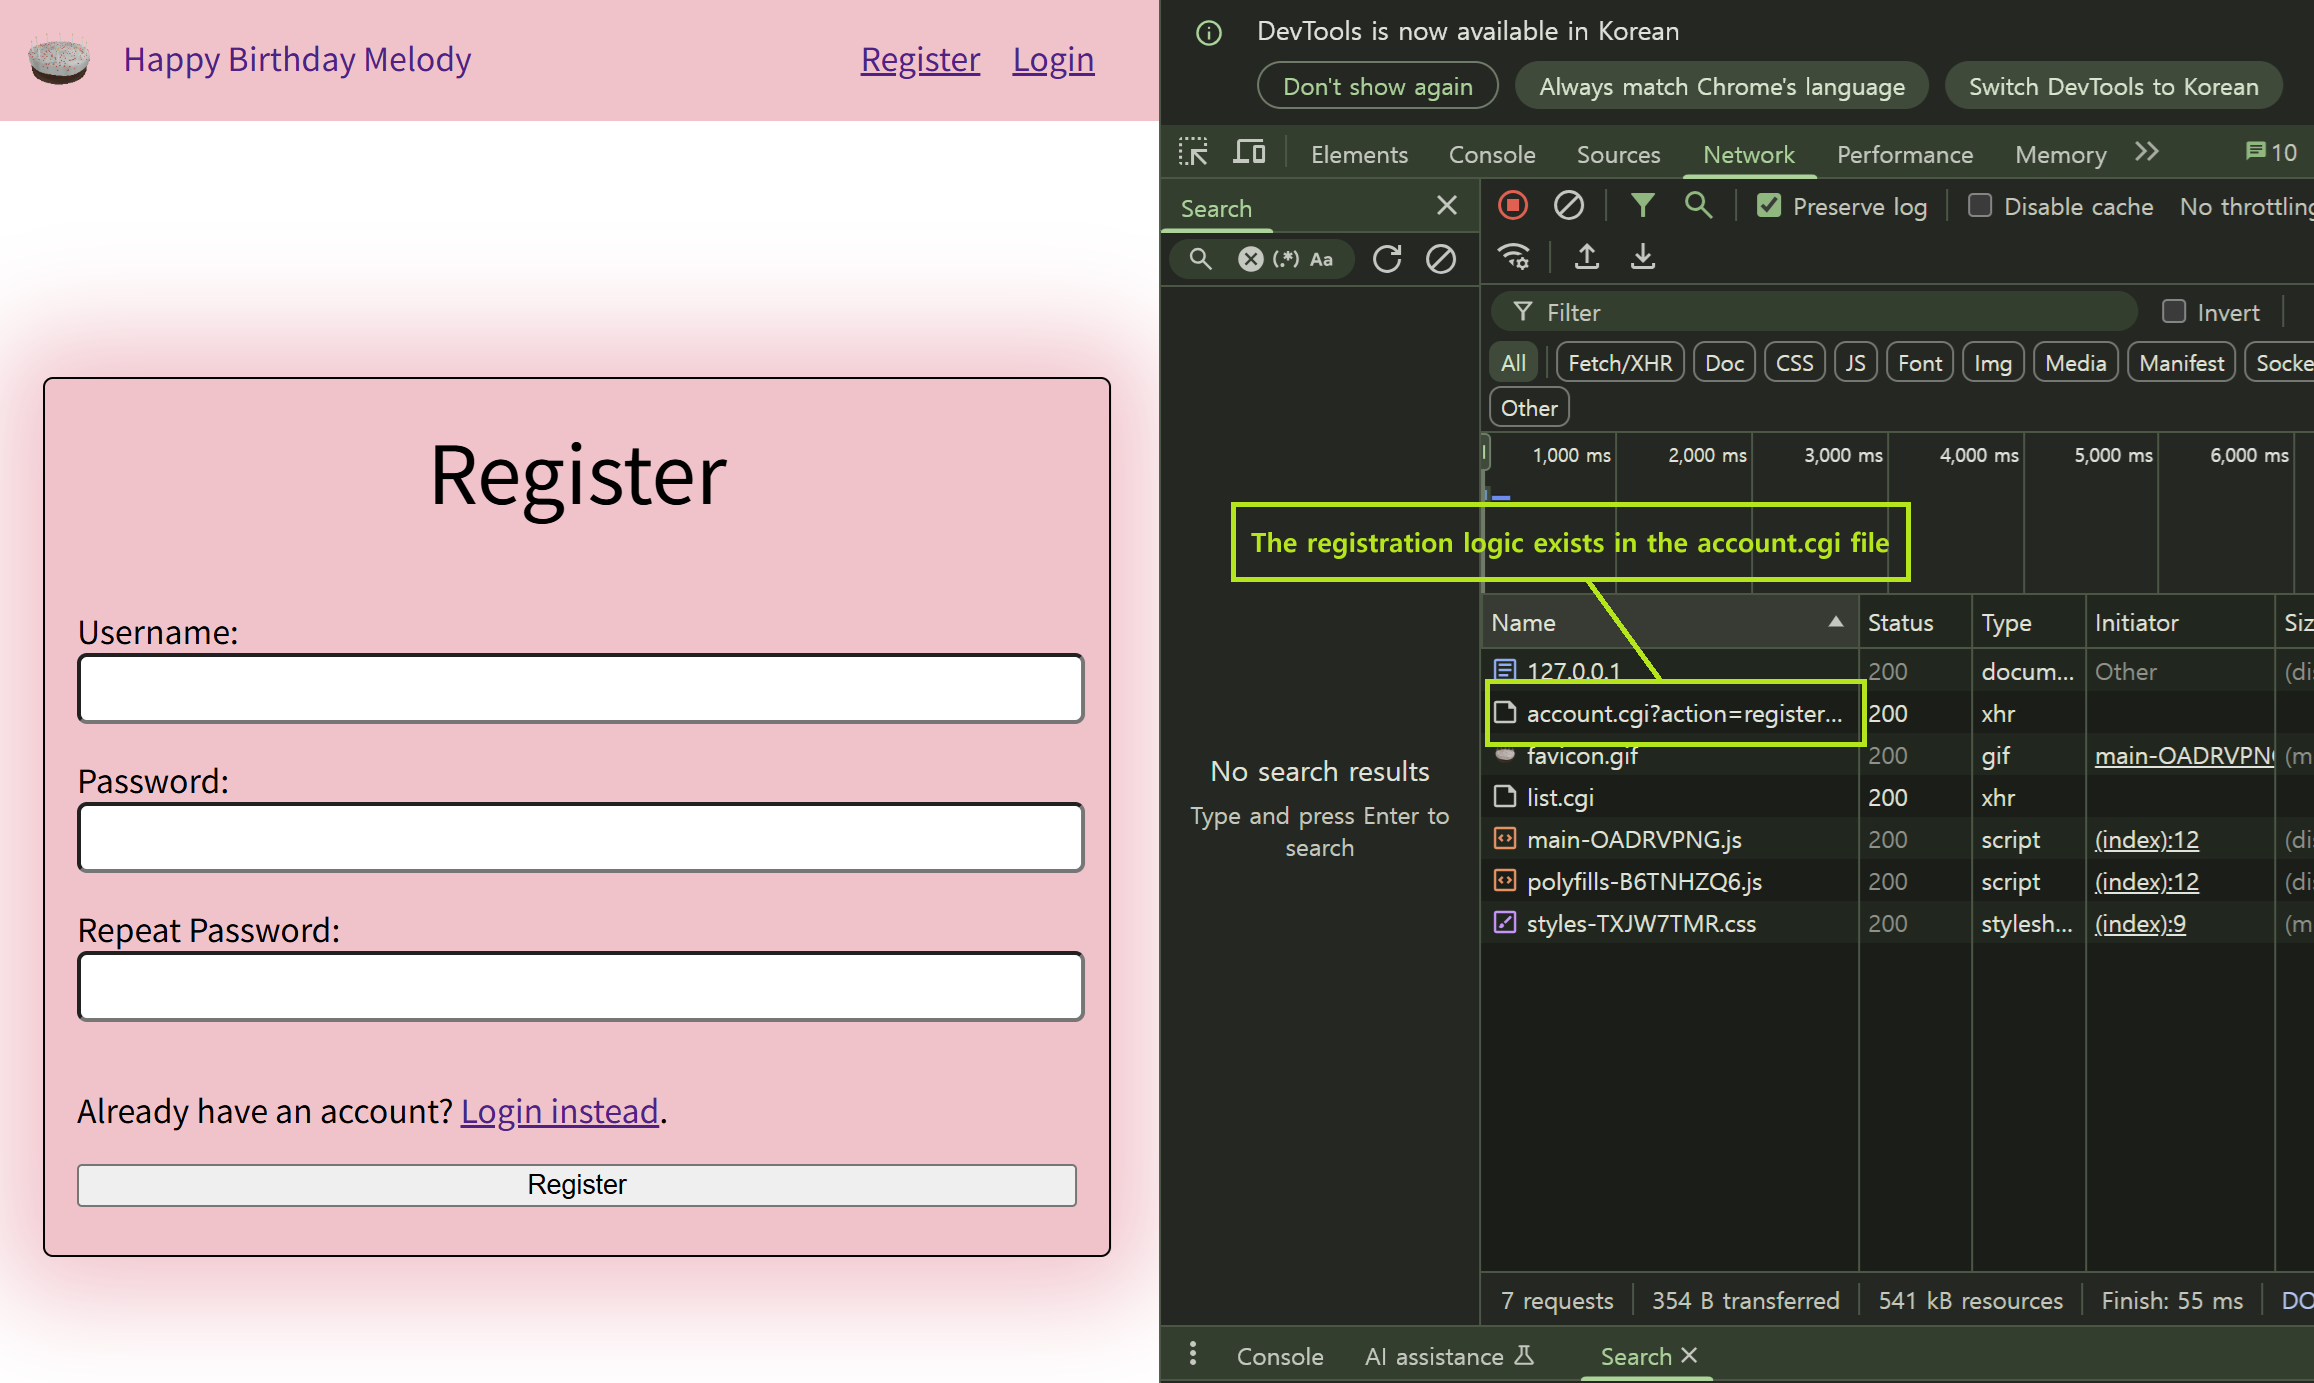 Happy Birthday Melody
Register
Login
Register
Username:
Password:
Repeat Password:
Already have an account? Login instead.
Register
DevTools is now available in Korean
Don't show again
Always match Chrome's language
Switch DevTools to Korean
Elements
Console
Sources
Network
Performance
Memory
10
Search
(.*) Aa
No search results
Type and press Enter to
search
Preserve log
Disable cache
No throttling
Filter
Invert
All
Fetch/XHR
Doc
CSS
JS
Font
Img
Media
Manifest
Socke
Other
1,000 ms
2,000 ms
3,000 ms
4,000 ms
5,000 ms
6,000 ms
The registration logic exists in the account.cgi file
Name Status Type Initiator Siz
127.0.0.1 200 docum... Other (dis
account.cgi?action=register... 200 xhr
favicon.gif 200 gif main-OADRVPN (m
list.cgi 200 xhr
main-OADRVPNG.js 200 script (index):12 (dis
polyfills-B6TNHZQ6.js 200 script (index):12 (dis
styles-TXJW7TMR.css 200 stylesh... (index):9 (m
7 requests
354 B transferred
541 kB resources
Finish: 55 ms
DO
Console
AI assistance
Search